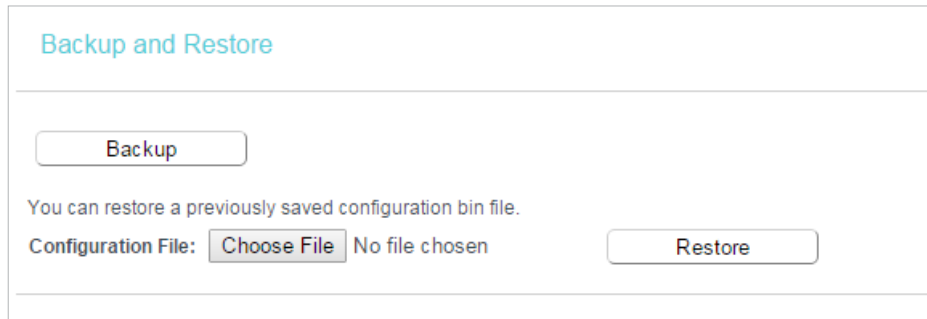 Backup and Restore
Backup
You can restore a previously saved configuration bin file.
Configuration File: Choose File No file chosen Restore